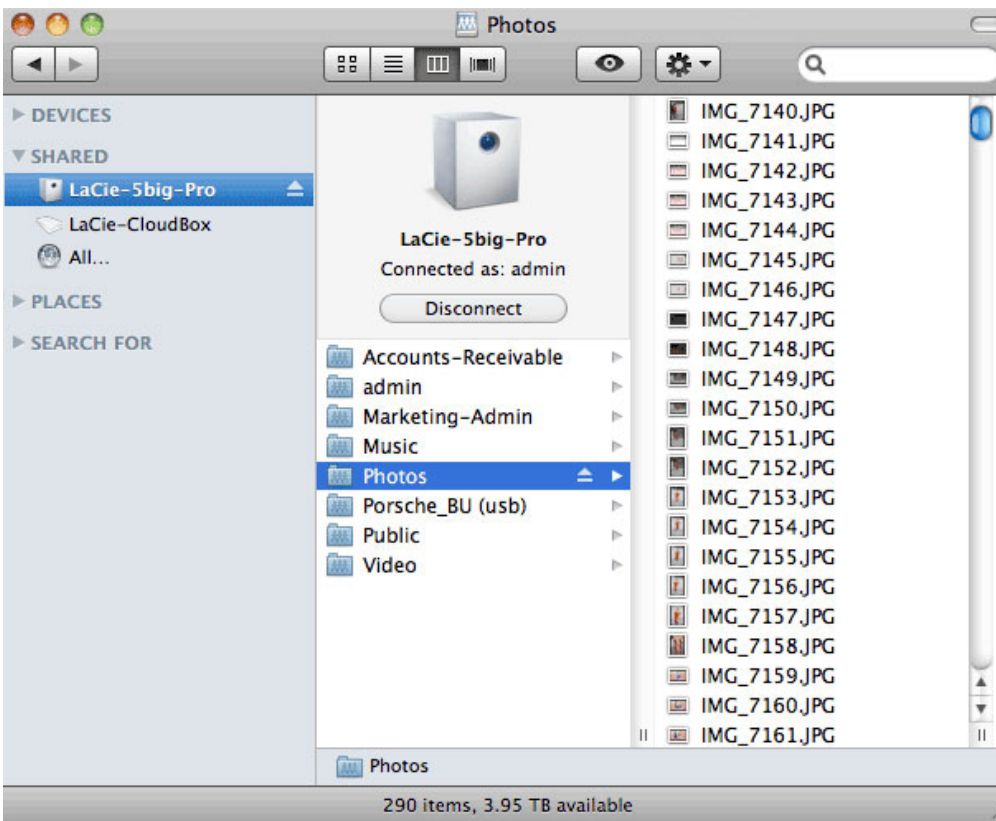 Photos
DEVICES
SHARED
LaCie-5big-Pro
LaCie-CloudBox
All...
PLACES
SEARCH FOR
LaCie-5big-Pro
Connected as: admin
Disconnect
Accounts-Receivable
admin
Marketing-Admin
Music
Photos
Porsche_BU (usb)
Public
Video
IMG_7140.JPG
IMG_7141.JPG
IMG_7142.JPG
IMG_7143.JPG
IMG_7144.JPG
IMG_7145.JPG
IMG_7146.JPG
IMG_7147.JPG
IMG_7148.JPG
IMG_7149.JPG
IMG_7150.JPG
IMG_7151.JPG
IMG_7152.JPG
IMG_7153.JPG
IMG_7154.JPG
IMG_7155.JPG
IMG_7156.JPG
IMG_7157.JPG
IMG_7158.JPG
IMG_7159.JPG
IMG_7160.JPG
IMG_7161.JPG
Photos
290 items, 3.95 TB available